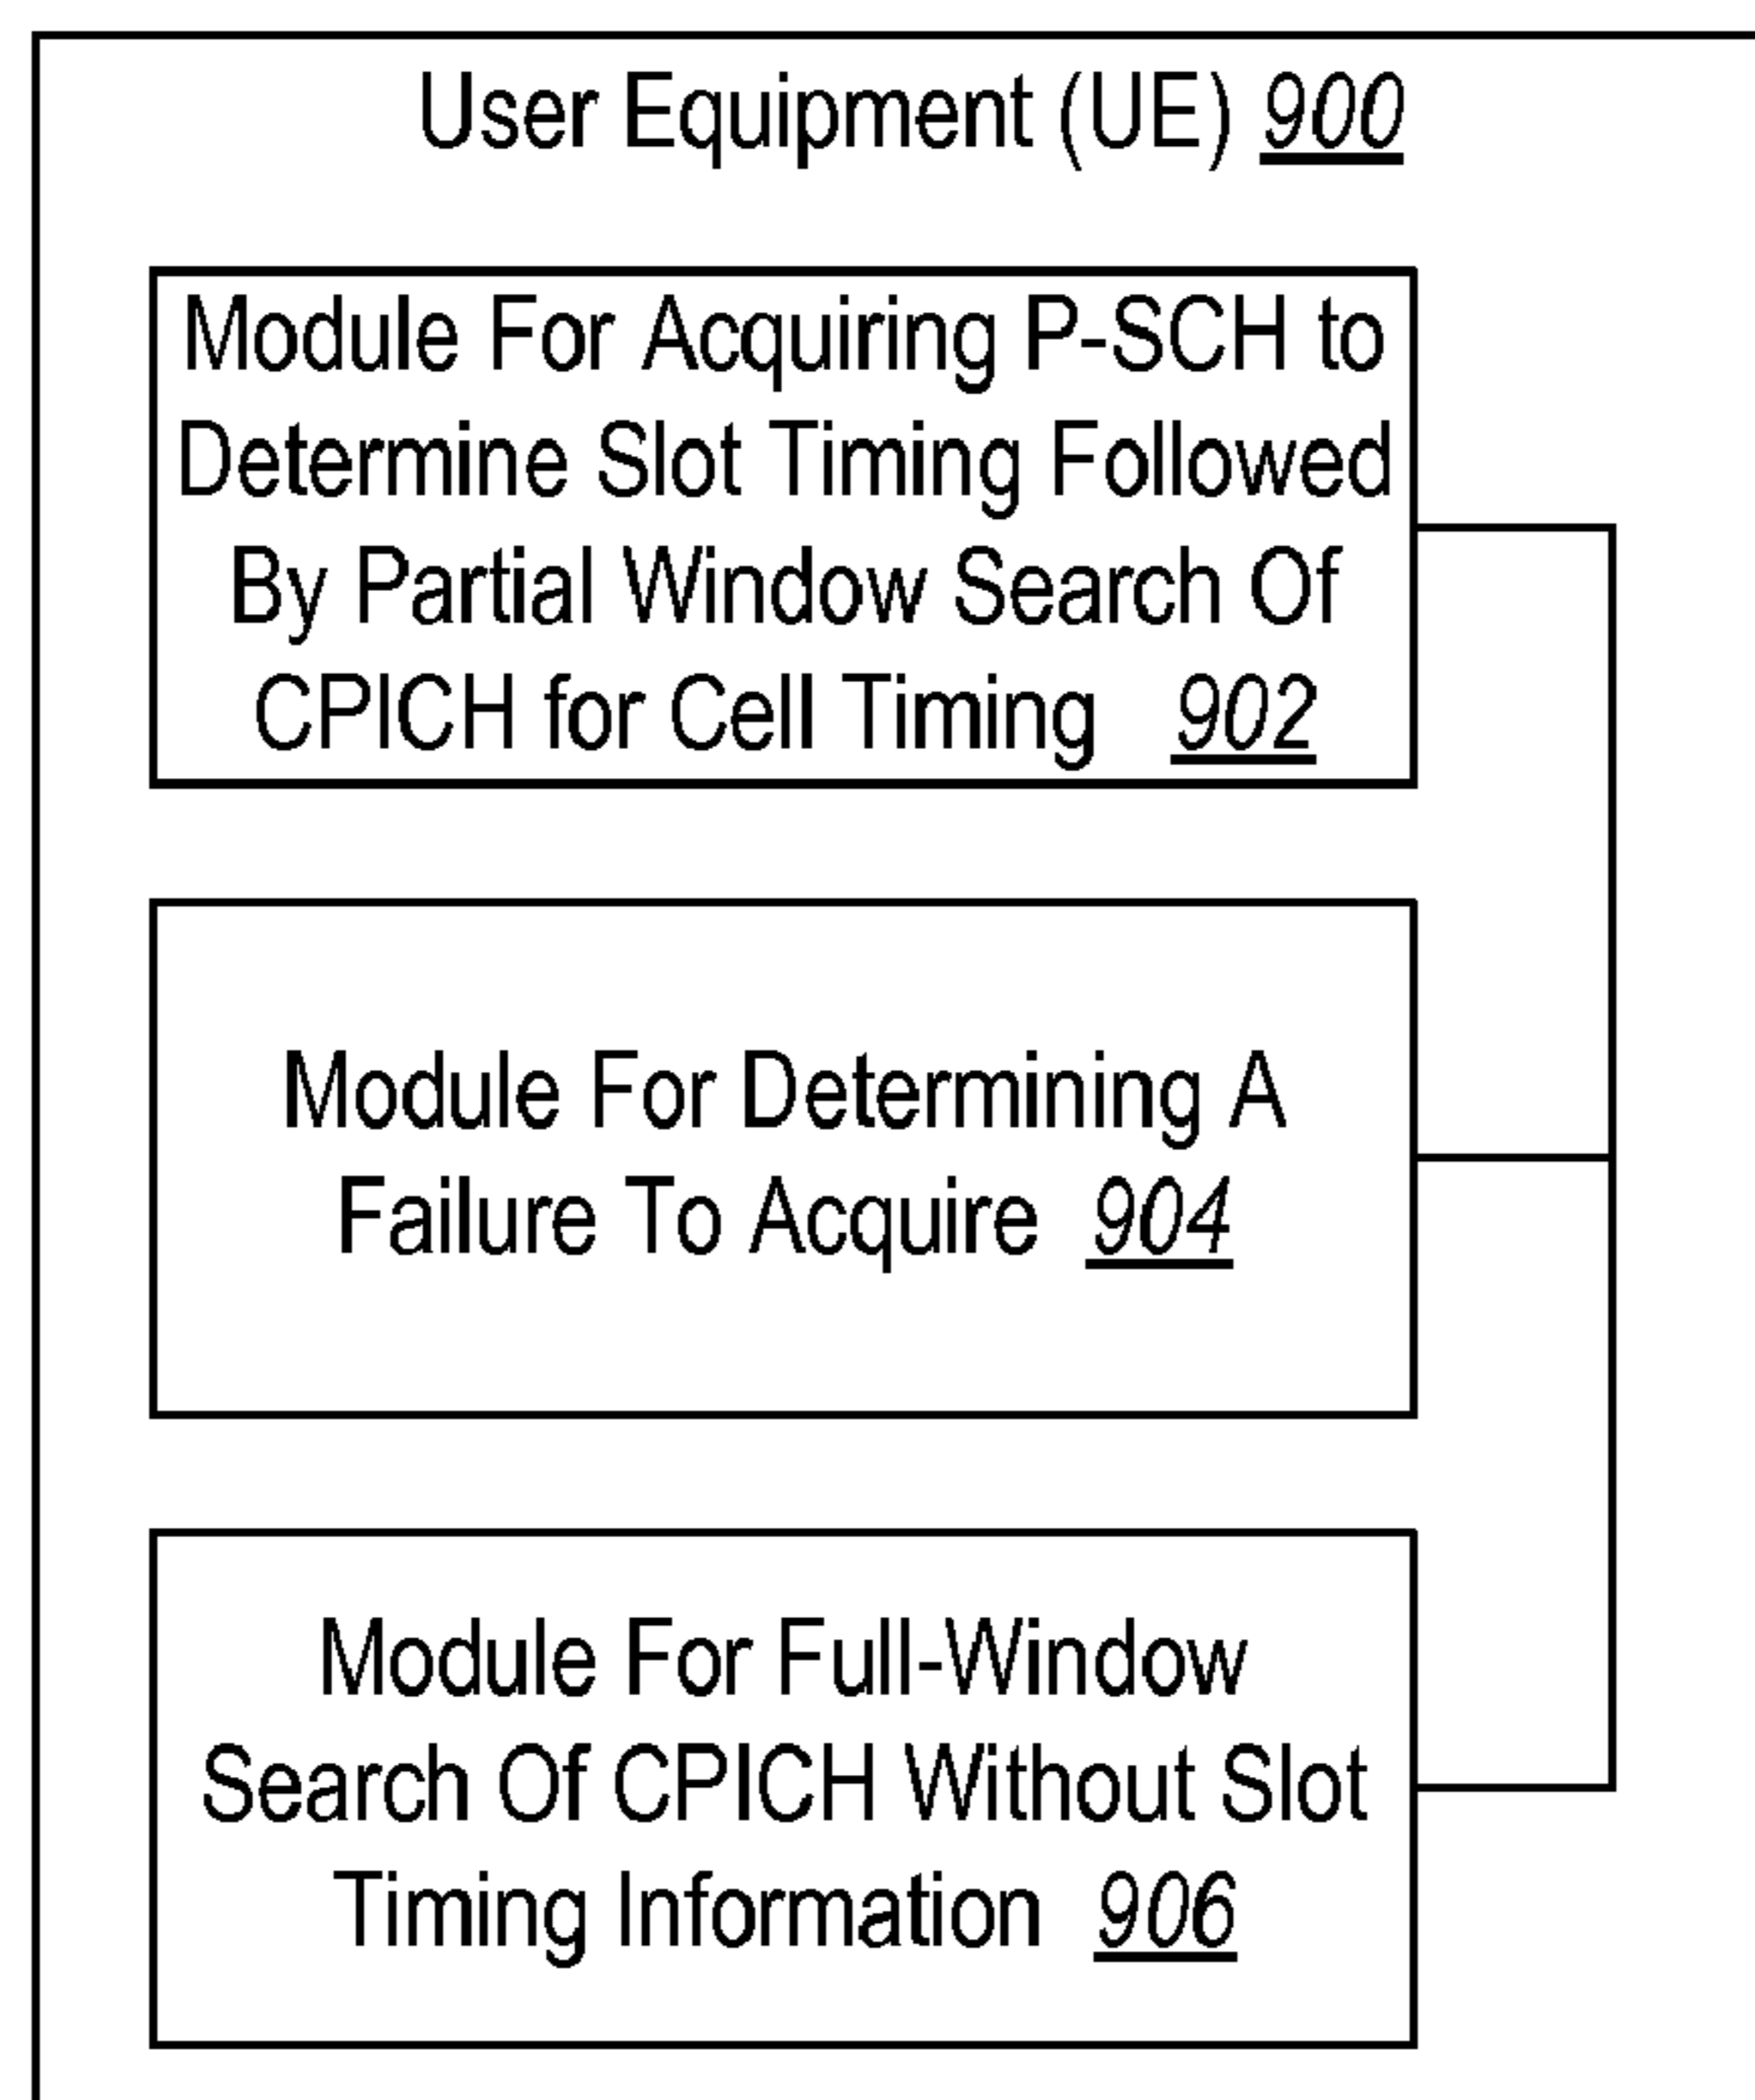 User Equipment (UE) 900
Module For Acquiring P-SCH to
Determine Slot Timing Followed
By Partial Window Search Of
CPICH for Cell Timing 902
Module For Determining A
Failure To Acquire 904
Module For Full-Window
Search Of CPICH Without Slot
Timing Information 906